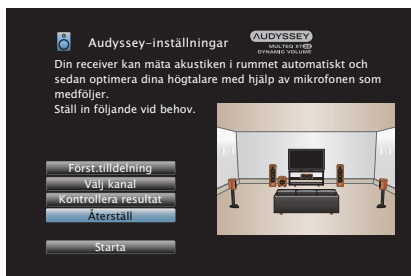 Audyssey-inställningar
AUDYSSEY
MULTEQ XT32
DYNAMIC VOLUME
Din receiver kan mäta akustiken i rummet automatiskt och
sedan optimera dina högtalare med hjälp av mikrofonen som
medföljer.
Ställ in följande vid behov.
Först.tilldelning
Välj kanal
Kontrollera resultat
Återställ
Starta